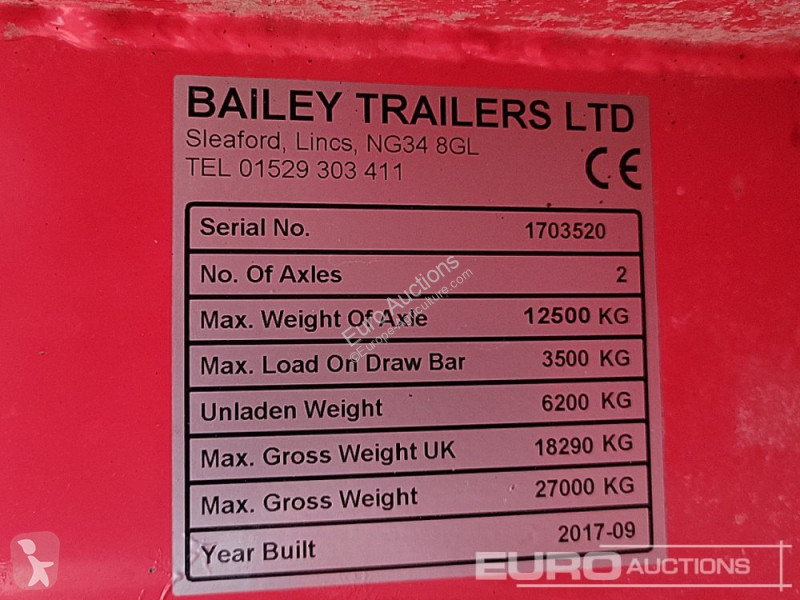 BAiLEY TRAILERS LTD
Sleaford, Lincs, NG34 8GL
TEL 01529 303 411
CE
Serial No. 1703520
No. Of Axles 2
Max. Weight Of Axle 12500 KG
Max. Load On Draw Bar 3500 KG
Unladen Weight 6200 KG
Max. Gross Weight UK 18290 KG
Max. Gross Weight 27000 KG
Year Built 2017-09
Euro Auctions
EURO AUCTIONS